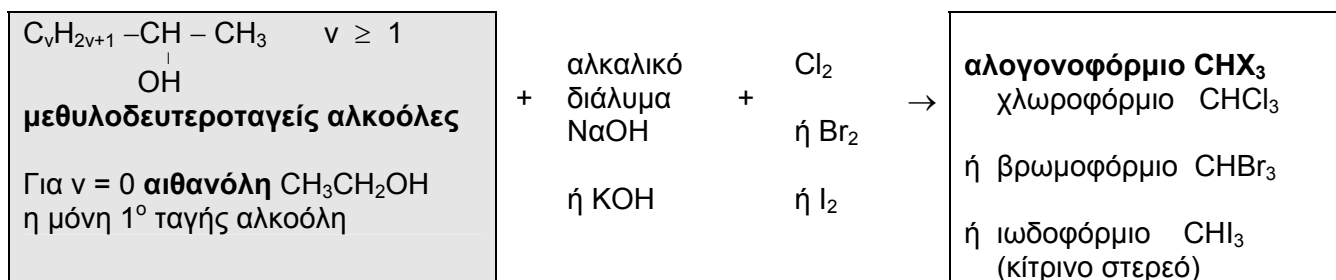 CνH2ν+1 –CH – CH3 ν ≥ 1
ΟΗ
μεθυλοδευτεροταγείς αλκοόλες
Για ν = 0 αιθανόλη CH3CH2OH
η μόνη 1ο ταγής αλκοόλη
+
αλκαλικό
διάλυμα
ΝαΟΗ
ή ΚΟΗ
+
Cl2
ή Br2
ή I2
→
αλογονοφόρμιο CHX3
χλωροφόρμιο CHCl3
ή βρωμοφόρμιο CHBr3
ή ιωδοφόρμιο CHI3
(κίτρινο στερεό)